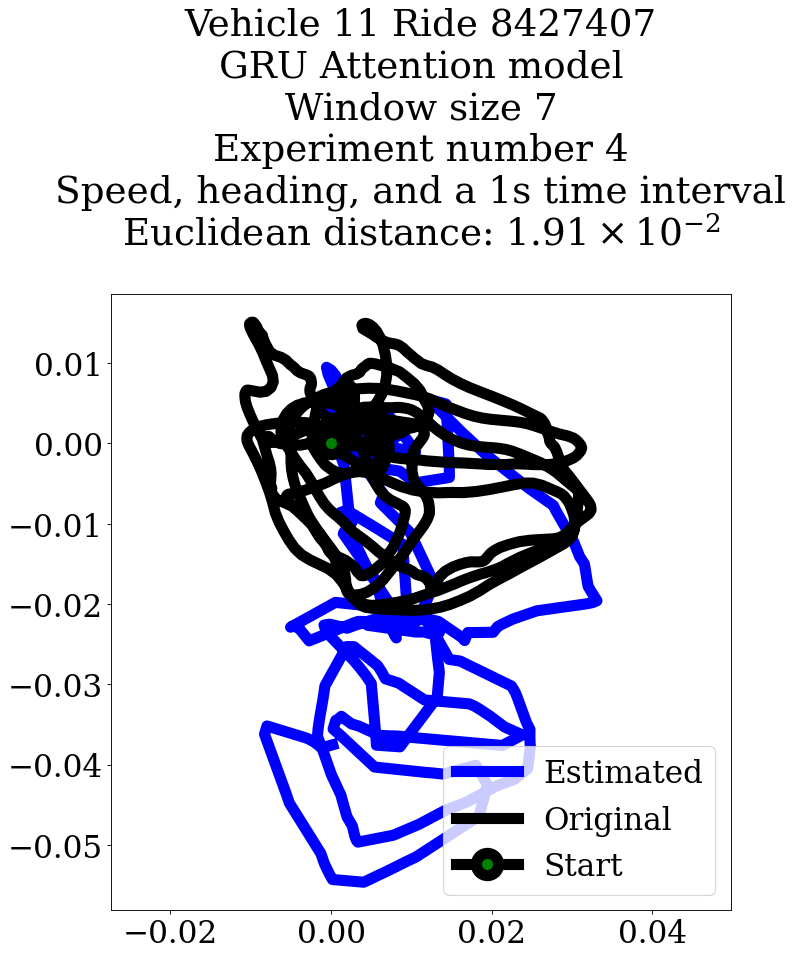 Vehicle 11 Ride 8427407
GRU Attention model
Window size 7
Experiment number 4
Speed, heading, and a 1s time interval
Euclidean distance: 1.91 × 10⁻²
0.01
0.00
−0.01
−0.02
−0.03
−0.04
−0.05
Estimated
Original
Start
−0.02
0.00
0.02
0.04